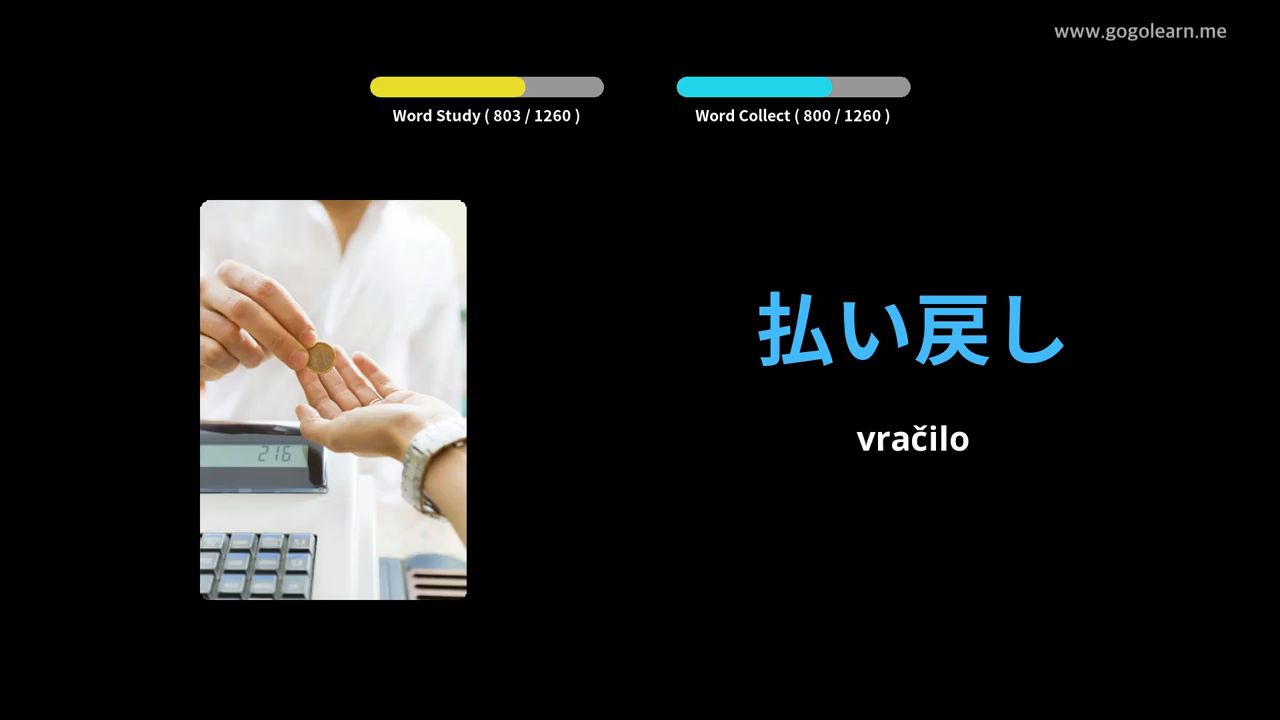 www.gogolearn.me
Word Study ( 803 / 1260 )
Word Collect ( 800 / 1260 )
払い戻し
vračilo
216